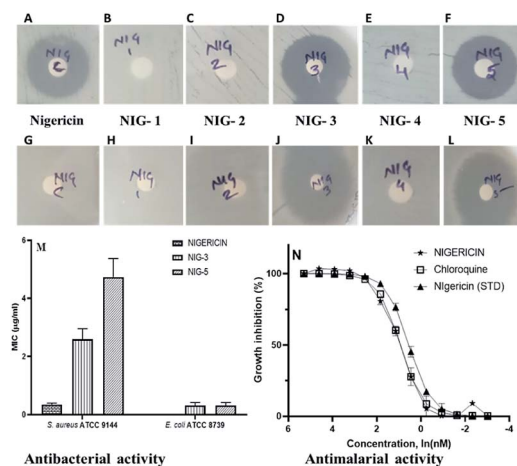 A B C D E F
NIG C NIG 1 NIG 2 NIG 3 NIG 4 NIG 5
Nigericin NIG- 1 NIG- 2 NIG- 3 NIG- 4 NIG- 5
G H I J K L
NIG C NIG 1 NIG 2 NIG 3 NIG 4 NIG 5
M
NIGERICIN
NIG-3
NIG-5
MIC (µg/ml)
6
4
2
0
S. aureus ATCC 9144 E. coli ATCC 8739
Antibacterial activity
N
NIGERICIN
Chloroquine
NIgericin (STD)
Growth inhibition (%)
100
50
0
6 4 2 0 -2 -4
Concentration, ln(nM)
Antimalarial activity